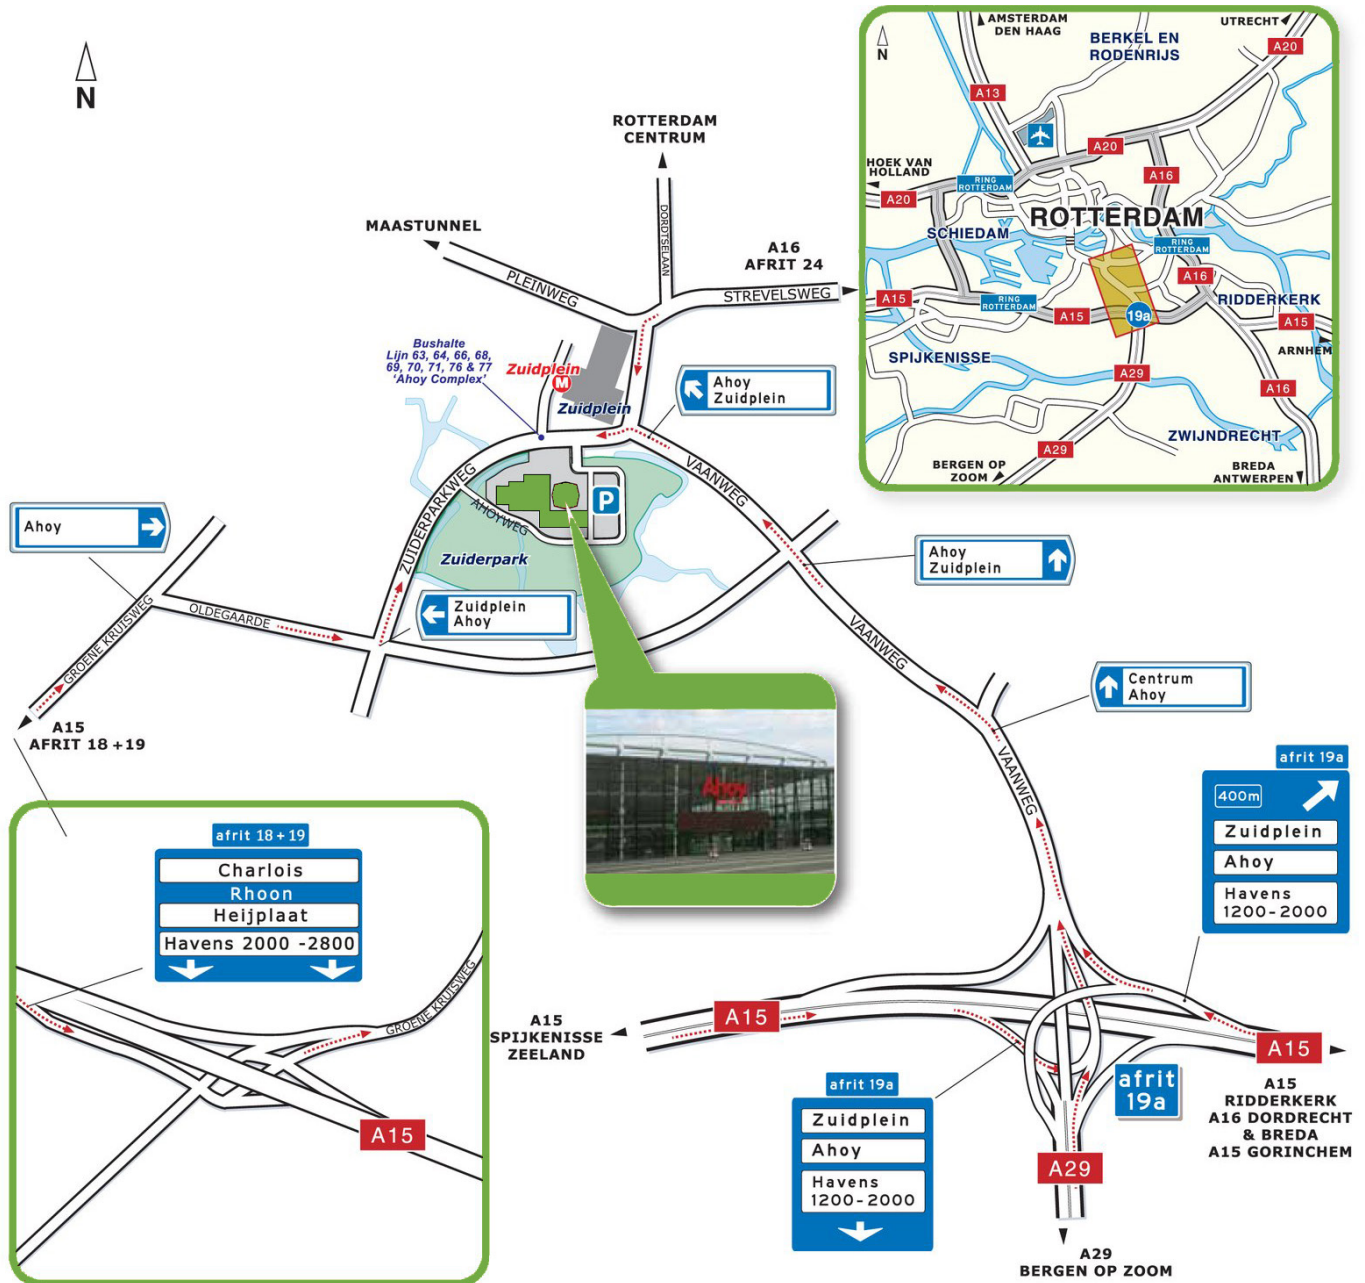 N
ROTTERDAM
CENTRUM
DORDTSELAAN
MAASTUNNEL
PLEINWEG
A16
AFRIT 24
STREVELSWEG
Bushalte
Lijn 63, 64, 66, 68,
69, 70, 71, 76 & 77
'Ahoy Complex'
Zuidplein
M
Zuidplein
Ahoy
Zuidplein
VAANWEG
P
AHOYWEG
ZUIDERPARKWEG
Zuiderpark
Ahoy
Ahoy
Zuidplein
Zuidplein
Ahoy
OLDEGAARDE
GROENE KRUISWEG
VAANWEG
A15
AFRIT 18 +19
Centrum
Ahoy
VAANWEG
Ahoy
afrit 19a
400m
Zuidplein
Ahoy
Havens
1200-2000
afrit 18+19
Charlois
Rhoon
Heijplaat
Havens 2000 -2800
GROENE KRUISWEG
A15
A15
SPIJKENISSE
ZEELAND
A15
A15
afrit
19a
A15
RIDDERKERK
A16 DORDRECHT
& BREDA
A15 GORINCHEM
afrit 19a
Zuidplein
Ahoy
Havens
1200-2000
A29
A29
BERGEN OP ZOOM
N
AMSTERDAM
DEN HAAG
BERKEL EN
RODENRIJS
UTRECHT
A20
A13
A20
HOEK VAN
HOLLAND
RING
ROTTERDAM
A16
A20
ROTTERDAM
SCHIEDAM
RING
ROTTERDAM
A16
A15
RING
ROTTERDAM
A15
19a
RIDDERKERK
A15
ARNHEM
SPIJKENISSE
A29
A16
ZWIJNDRECHT
A29
BERGEN OP
ZOOM
BREDA
ANTWERPEN